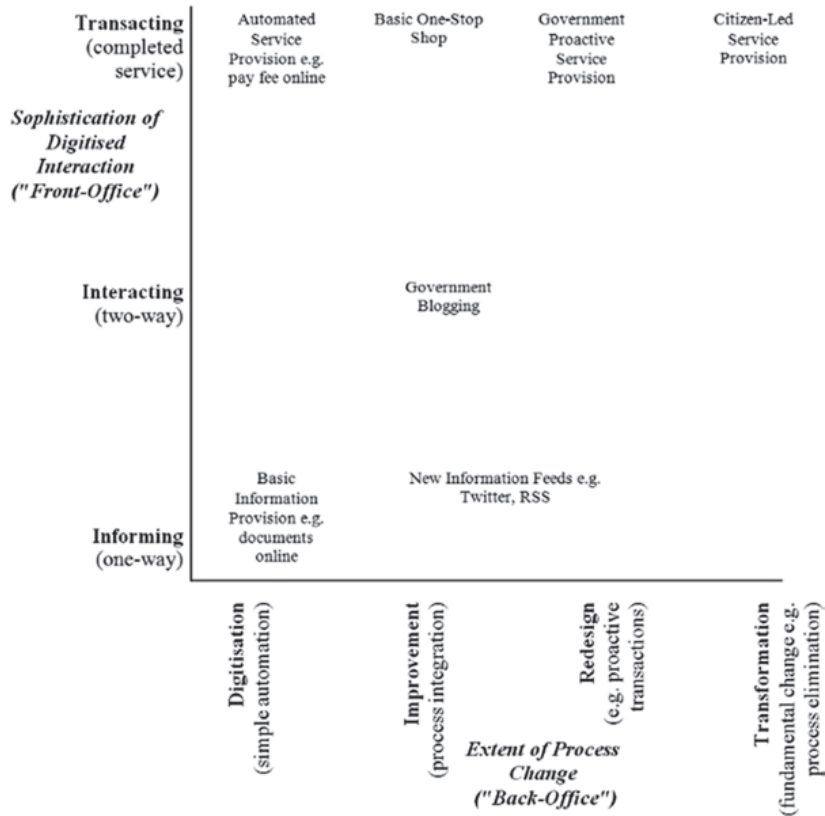 Transacting
(completed
service)
Automated
Service
Provision e.g.
pay fee online
Basic One-Stop
Shop
Government
Proactive
Service
Provision
Citizen-Led
Service
Provision
Sophistication of
Digitised
Interaction
("Front-Office")
Interacting
(two-way)
Government
Blogging
Informing
(one-way)
Basic
Information
Provision e.g.
documents
online
New Information Feeds e.g.
Twitter, RSS
Digitisation
(simple automation)
Improvement
(process integration)
Redesign
(e.g. proactive
transactions)
Transformation
(fundamental change e.g.
process elimination)
Extent of Process
Change
("Back-Office")